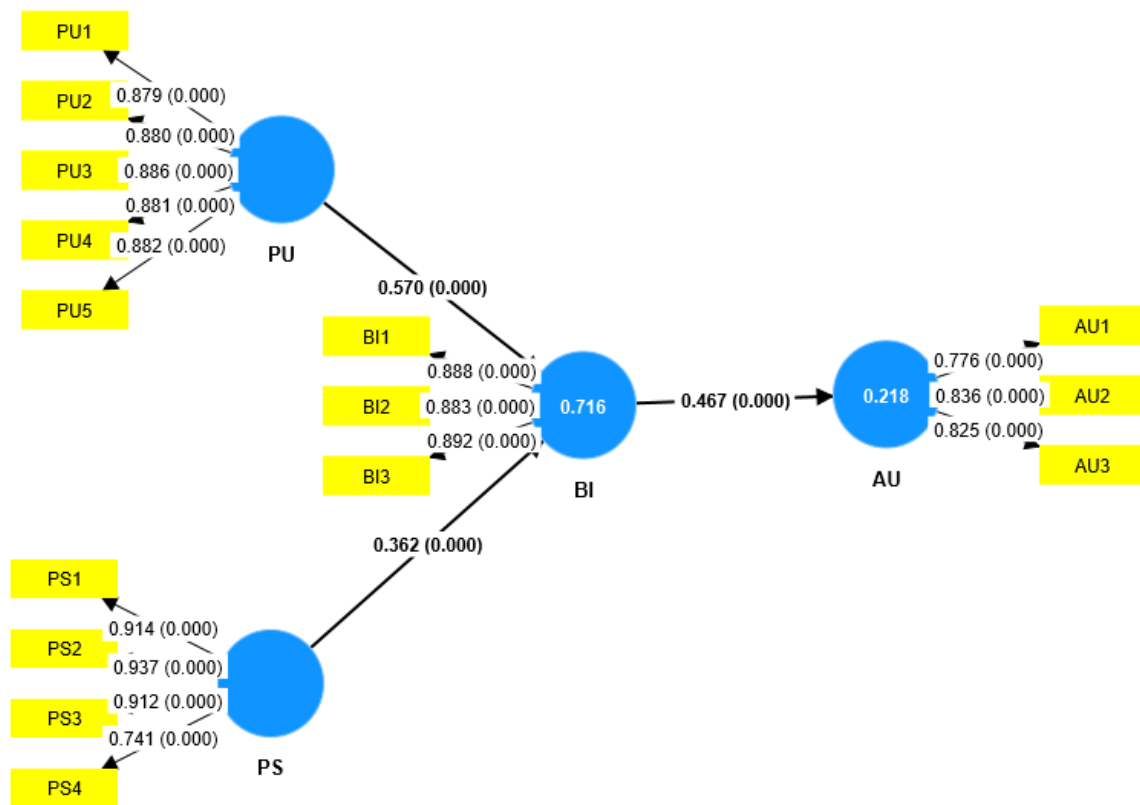 PU1
0.879 (0.000)
PU2
0.880 (0.000)
PU3
0.886 (0.000)
0.881 (0.000)
PU4
0.882 (0.000)
PU5
PU
0.570 (0.000)
BI1
0.888 (0.000)
BI2
0.883 (0.000)
0.892 (0.000)
BI3
0.716
BI
0.467 (0.000)
AU1
0.776 (0.000)
0.218
0.836 (0.000)
AU2
0.825 (0.000)
AU3
AU
0.362 (0.000)
PS1
0.914 (0.000)
PS2
0.937 (0.000)
0.912 (0.000)
PS3
0.741 (0.000)
PS4
PS